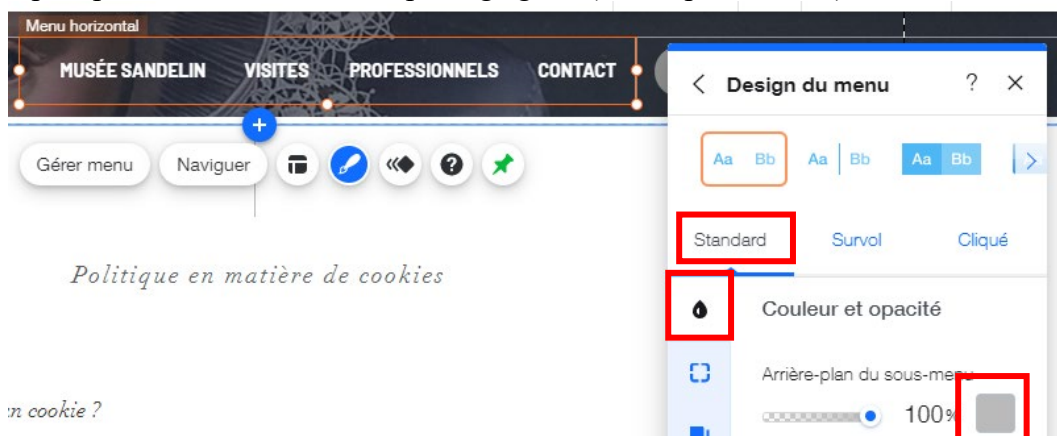 Menu horizontal
MUSÉE SANDELIN VISITES PROFESSIONNELS CONTACT
Design du menu ? ×
Gérer menu Naviguer
Aa Bb Aa Bb Aa Bb
Standard Survol Cliqué
Politique en matière de cookies
Couleur et opacité
Arrière-plan du sous-menu
100%
en cookie ?